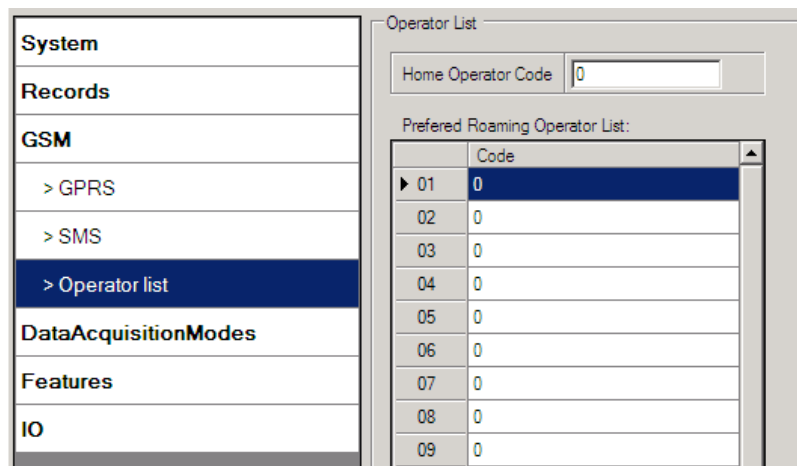 System
Records
GSM
> GPRS
> SMS
> Operator list
DataAcquisitionModes
Features
IO
Operator List
Home Operator Code 0
Prefered Roaming Operator List:
Code
01 0
02 0
03 0
04 0
05 0
06 0
07 0
08 0
09 0